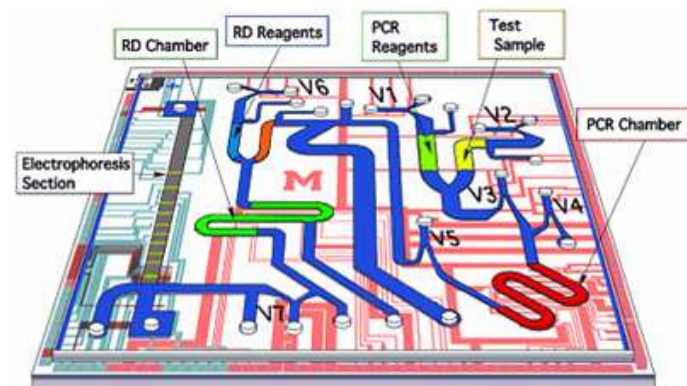 RD Chamber
RD Reagents
PCR
Reagents
Test
Sample
PCR Chamber
Electrophoresis
Section
V6
V1
V2
V3
V4
V5
V7
M